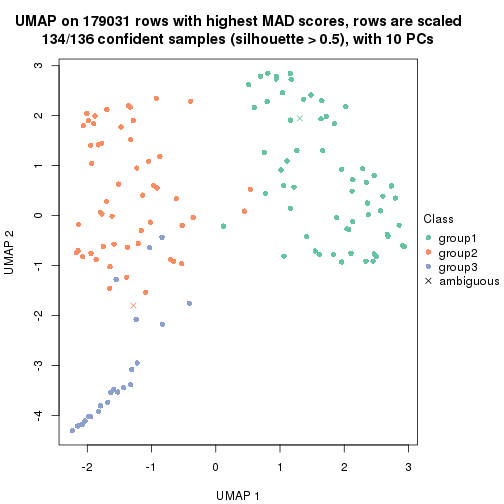 UMAP on 179031 rows with highest MAD scores, rows are scaled
134/136 confident samples (silhouette > 0.5), with 10 PCs
3
2
1
0
-1
-2
-3
-4
UMAP 2
-2
-1
0
1
2
3
UMAP 1
Class
group1
group2
group3
ambiguous